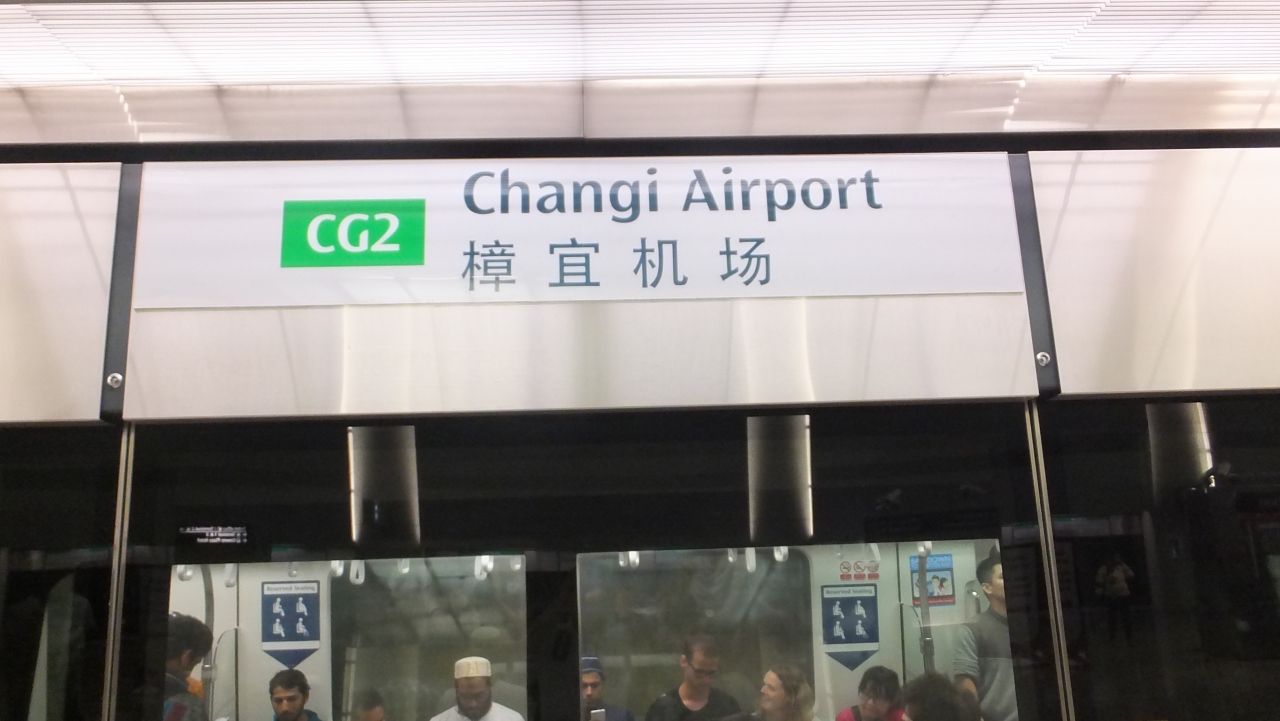 CG2
Changi Airport
樟宜机场
Reserved Seating
Reserved Seating